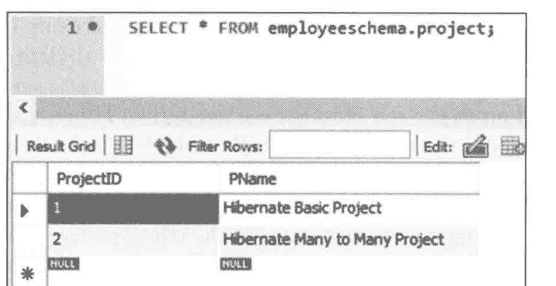 1 SELECT * FROM employeeschema.project;
Result Grid Filter Rows: Edit:
ProjectID PName
1 Hibernate Basic Project
2 Hibernate Many to Many Project
NULL NULL